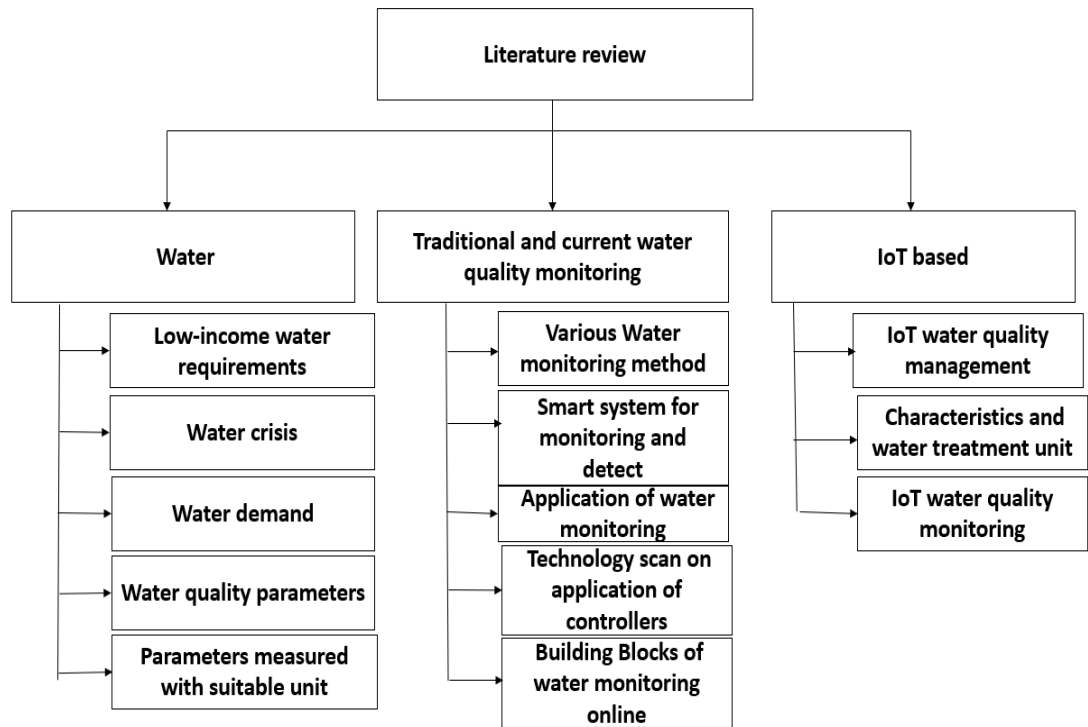 Literature review
Water
Low-income water
requirements
Water crisis
Water demand
Water quality parameters
Parameters measured
with suitable unit
Traditional and current water
quality monitoring
Various Water
monitoring method
Smart system for
monitoring and
detect
Application of water
monitoring
Technology scan on
application of
controllers
Building Blocks of
water monitoring
online
IoT based
IoT water quality
management
Characteristics and
water treatment unit
IoT water quality
monitoring